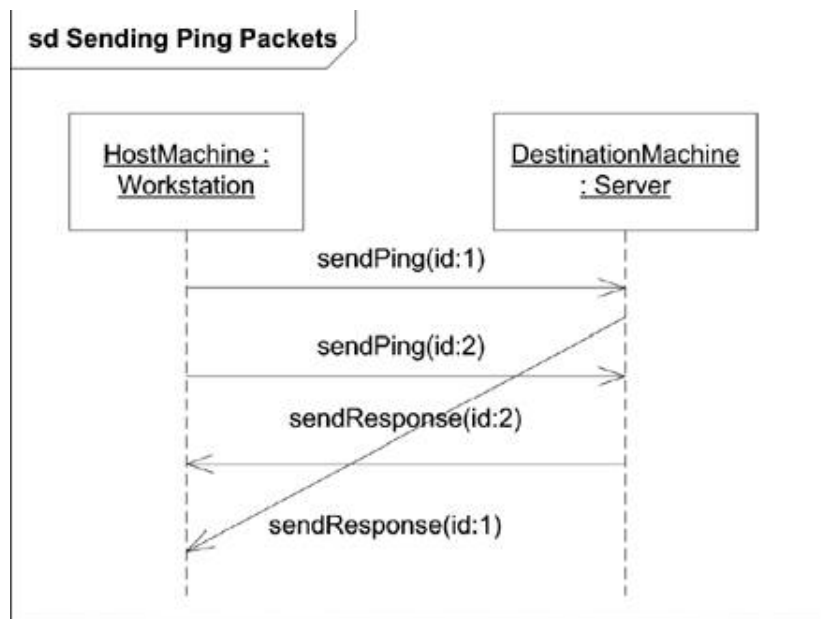 sd Sending Ping Packets
HostMachine :
Workstation
DestinationMachine
: Server
sendPing(id:1)
sendPing(id:2)
sendResponse(id:2)
sendResponse(id:1)